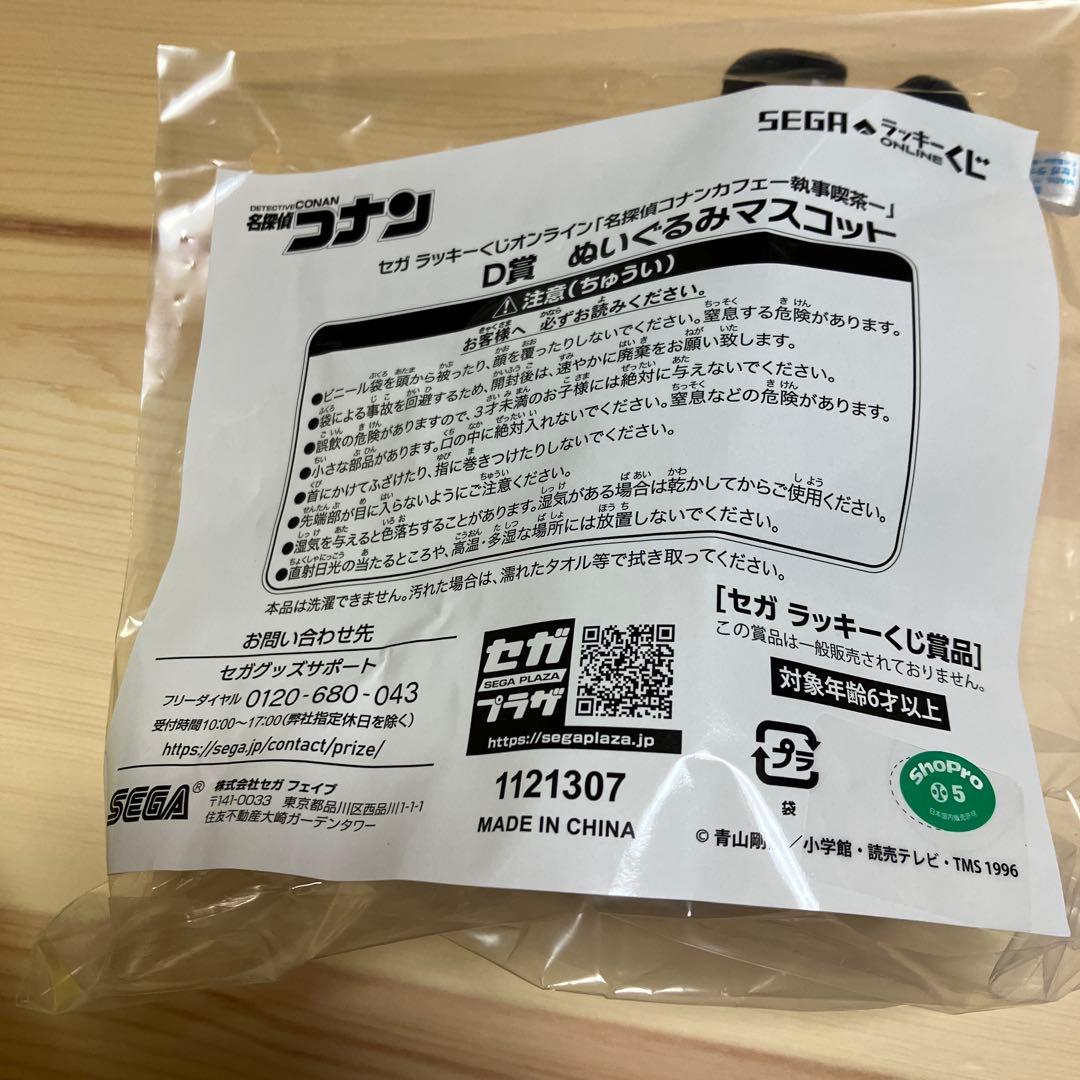 SEGA ラッキーくじ ONLINE
DETECTIVE CONAN
名探偵コナン
セガ ラッキーくじオンライン「名探偵コナンカフェー執事喫茶ー」
D賞 ぬいぐるみマスコット
注意(ちゅうい)
お客様へ 必ずお読みください。
●ビニール袋を頭から被ったり、顔を覆ったりしないでください。窒息する危険があります。
●袋による事故を回避するため、開封後は、速やかに廃棄をお願い致します。
●誤飲の危険がありますので、3才未満のお子様には絶対に与えないでください。
●小さな部品があります。口の中に絶対入れないでください。窒息などの危険があります。
●首にかけてふざけたり、指に巻きつけたりしないでください。
●先端部が目に入らないようにご注意ください。
●湿気を与えると色落ちすることがあります。湿気がある場合は乾かしてからご使用ください。
●直射日光の当たるところや、高温・多湿な場所には放置しないでください。
本品は洗濯できません。汚れた場合は、濡れたタオル等で拭き取ってください。
お問い合わせ先
セガグッズサポート
フリーダイヤル 0120-680-043
受付時間10:00~17:00(弊社指定休日を除く)
https://sega.jp/contact/prize/
SEGA® 株式会社セガ フェイブ
〒141-0033 東京都品川区西品川1-1-1
住友不動産大崎ガーデンタワー
セガ
SEGA PLAZA
プラザ
https://segaplaza.jp
1121307
MADE IN CHINA
[セガ ラッキーくじ賞品]
この賞品は一般販売されておりません。
対象年齢6才以上
プラ
袋
ShoPro
5
日本国内販売許可
© 青山剛／小学館・読売テレビ・TMS 1996